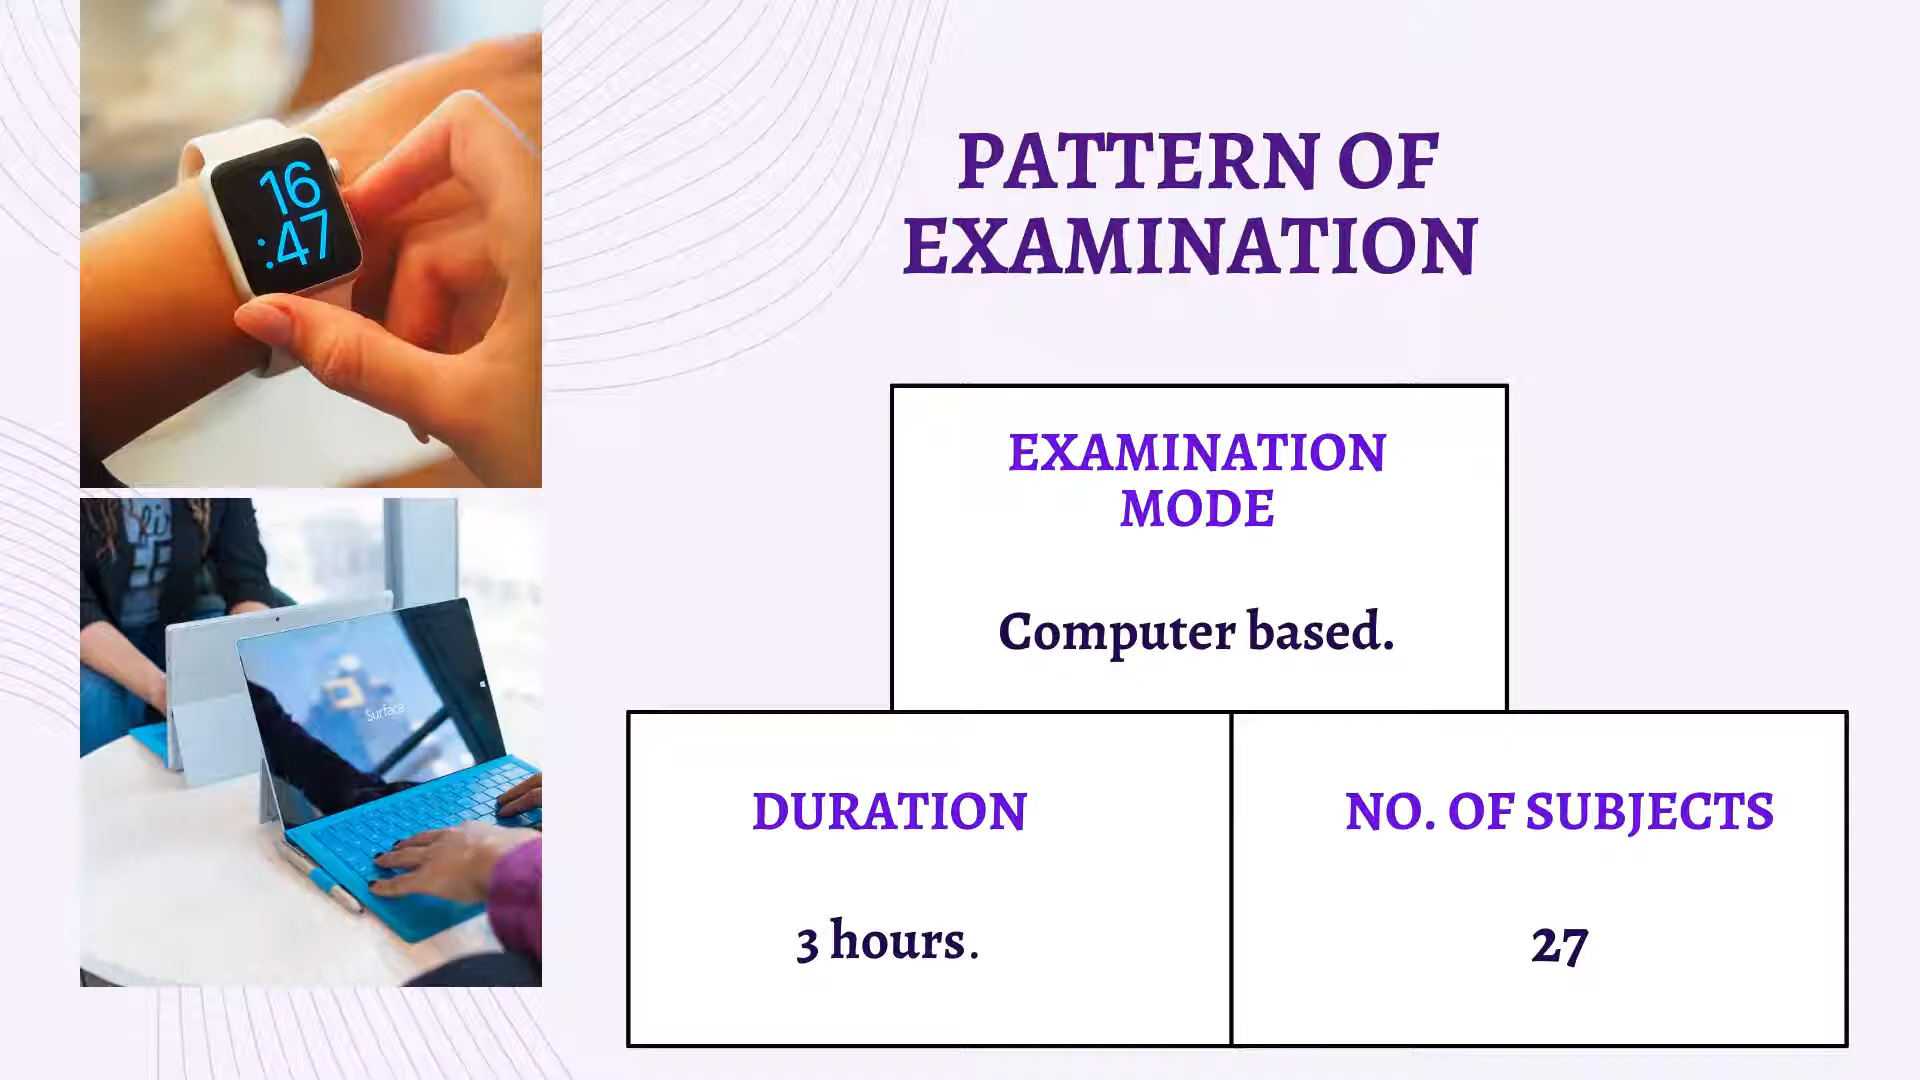 16
:47
Surface
PATTERN OF
EXAMINATION
EXAMINATION
MODE
Computer based.
DURATION
3 hours.
NO. OF SUBJECTS
27